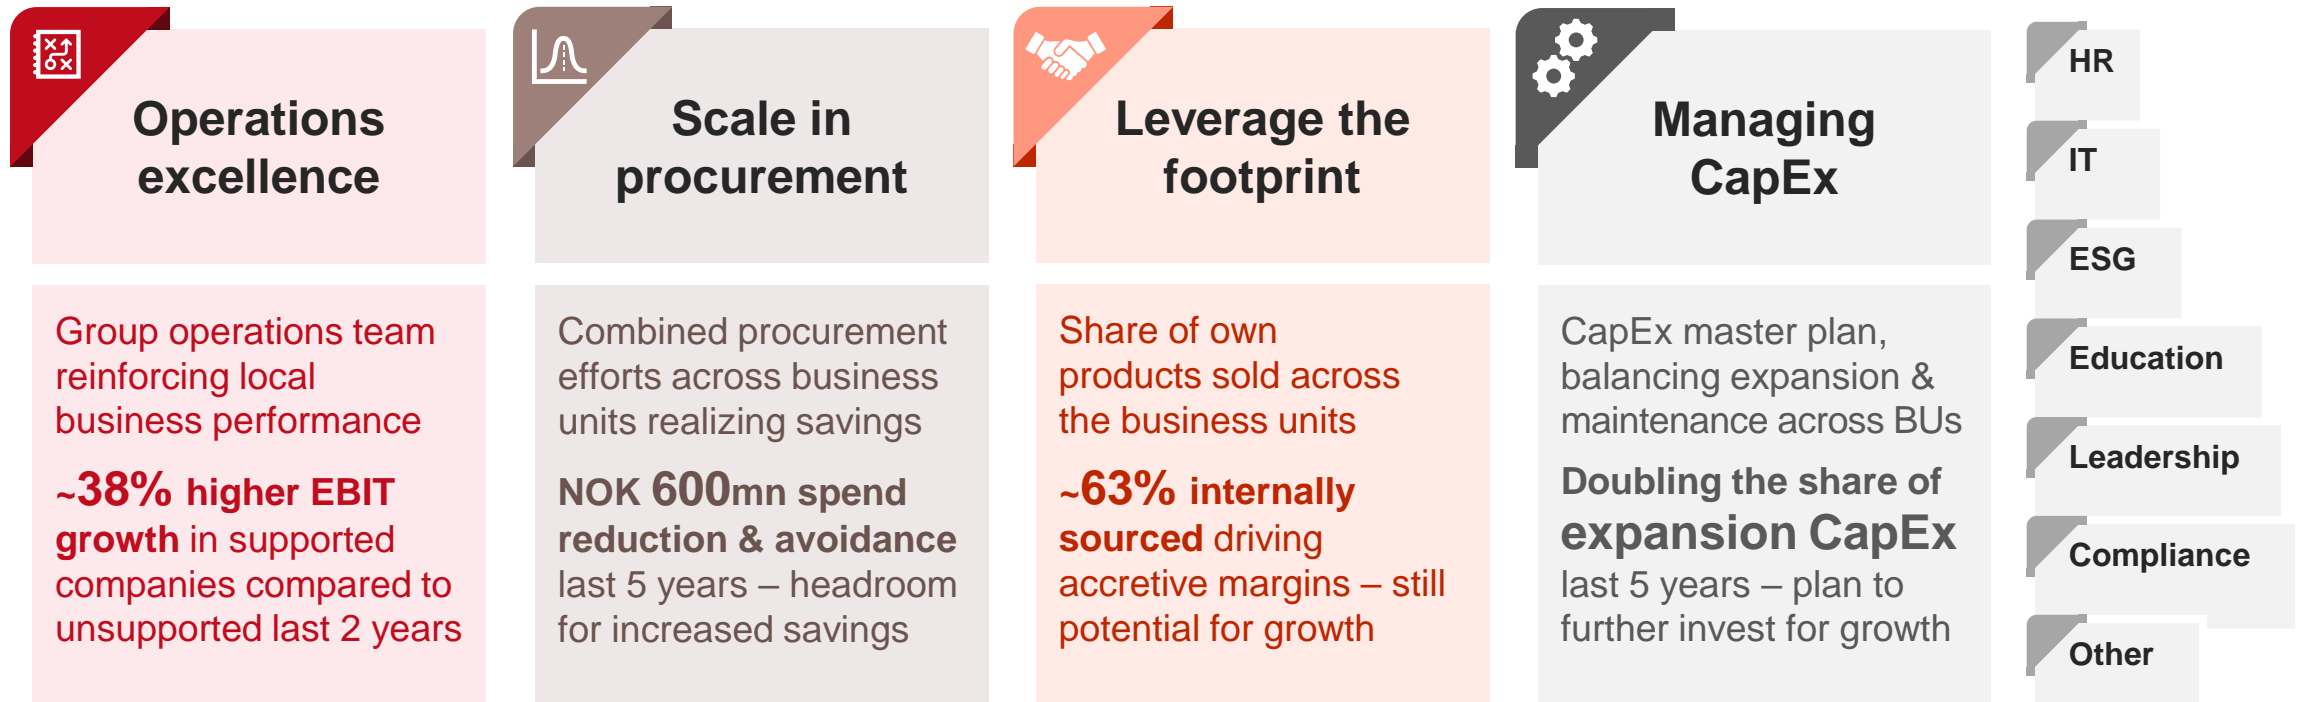 Operations
excellence
Group operations team
reinforcing local
business performance
~38% higher EBIT
growth in supported
companies compared to
unsupported last 2 years
Scale in
procurement
Combined procurement
efforts across business
units realizing savings
NOK 600mn spend
reduction & avoidance
last 5 years – headroom
for increased savings
Leverage the
footprint
Share of own
products sold across
the business units
~63% internally
sourced driving
accretive margins – still
potential for growth
Managing
CapEx
CapEx master plan,
balancing expansion &
maintenance across BUs
Doubling the share of
expansion CapEx
last 5 years – plan to
further invest for growth
HR
IT
ESG
Education
Leadership
Compliance
Other